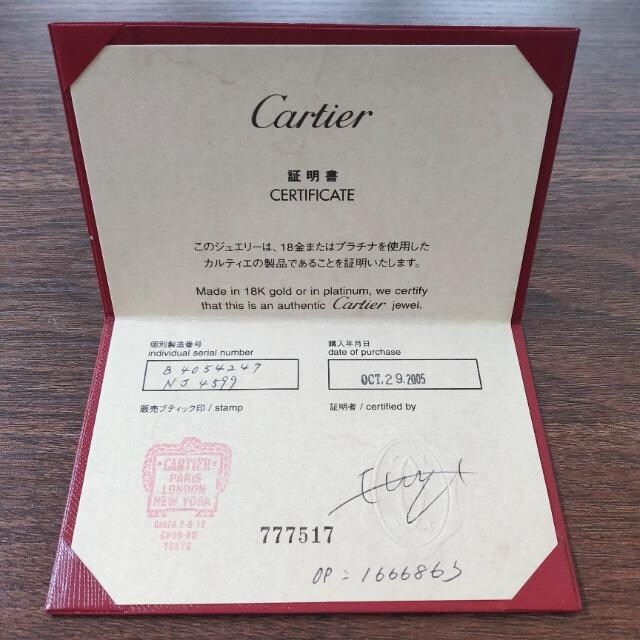 Cartier
証明書
CERTIFICATE
このジュエリーは、18金またはプラチナを使用した
カルティエの製品であることを証明いたします。
Made in 18K gold or in platinum, we certify
that this is an authentic Cartier jewel.
個別製造番号
individual serial number
B4054247
NJ4599
購入年月日
date of purchase
OCT.29.2005
販売ブティック印 / stamp
証明者 / certified by
CARTIER
PARIS
LONDON
NEW YORK
GINZA 2-6-12
CHUO-KU
TOKYO
777517
OP = 1666865